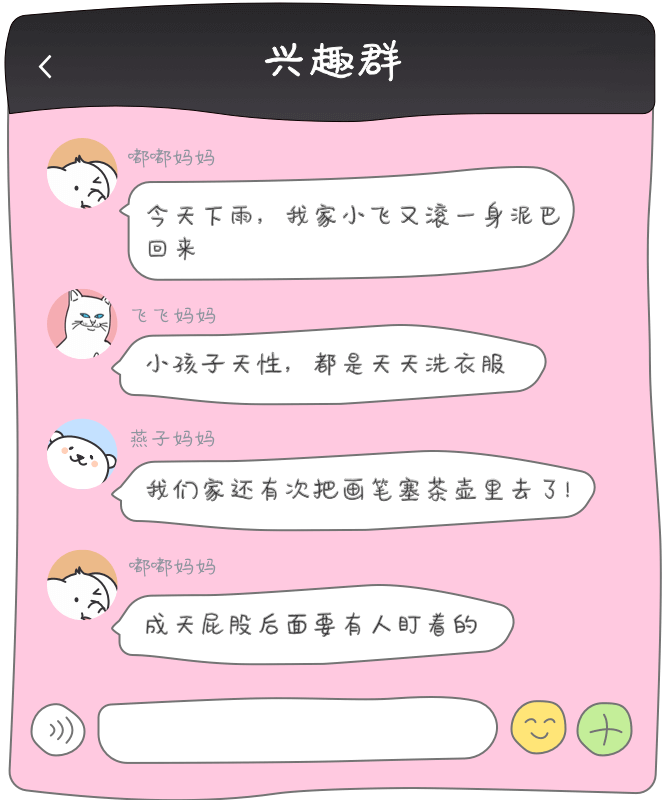 兴趣群
嘟嘟妈妈
今天下雨，我家小飞又滚一身泥巴
回来
飞飞妈妈
小孩子天性，都是天天洗衣服
燕子妈妈
我们家还有次把画笔塞茶壶里去了!
嘟嘟妈妈
成天屁股后面要有人盯着的